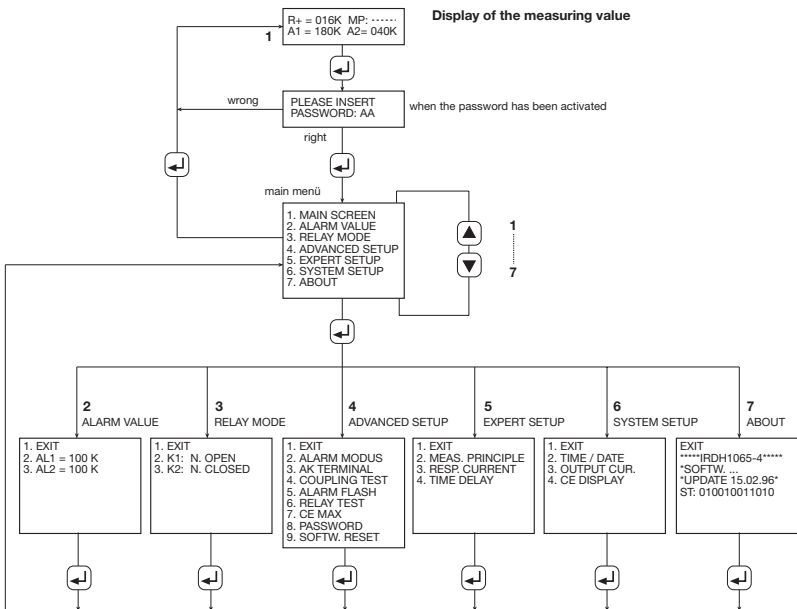 Display of the measuring value
1
R+ = 016K MP: -----
A1 = 180K A2= 040K
wrong
PLEASE INSERT
PASSWORD: AA
when the password has been activated
right
main menü
1. MAIN SCREEN
2. ALARM VALUE
3. RELAY MODE
4. ADVANCED SETUP
5. EXPERT SETUP
6. SYSTEM SETUP
7. ABOUT
1
7
2
ALARM VALUE
1. EXIT
2. AL1 = 100 K
3. AL2 = 100 K
3
RELAY MODE
1. EXIT
2. K1: N. OPEN
3. K2: N. CLOSED
4
ADVANCED SETUP
1. EXIT
2. ALARM MODUS
3. AK TERMINAL
4. COUPLING TEST
5. ALARM FLASH
6. RELAY TEST
7. CE MAX
8. PASSWORD
9. SOFTW. RESET
5
EXPERT SETUP
1. EXIT
2. MEAS. PRINCIPLE
3. RESP. CURRENT
4. TIME DELAY
6
SYSTEM SETUP
1. EXIT
2. TIME / DATE
3. OUTPUT CUR.
4. CE DISPLAY
7
ABOUT
EXIT
*****IRDH1065-4*****
*SOFTW. ...
*UPDATE 15.02.96*
ST: 010010011010